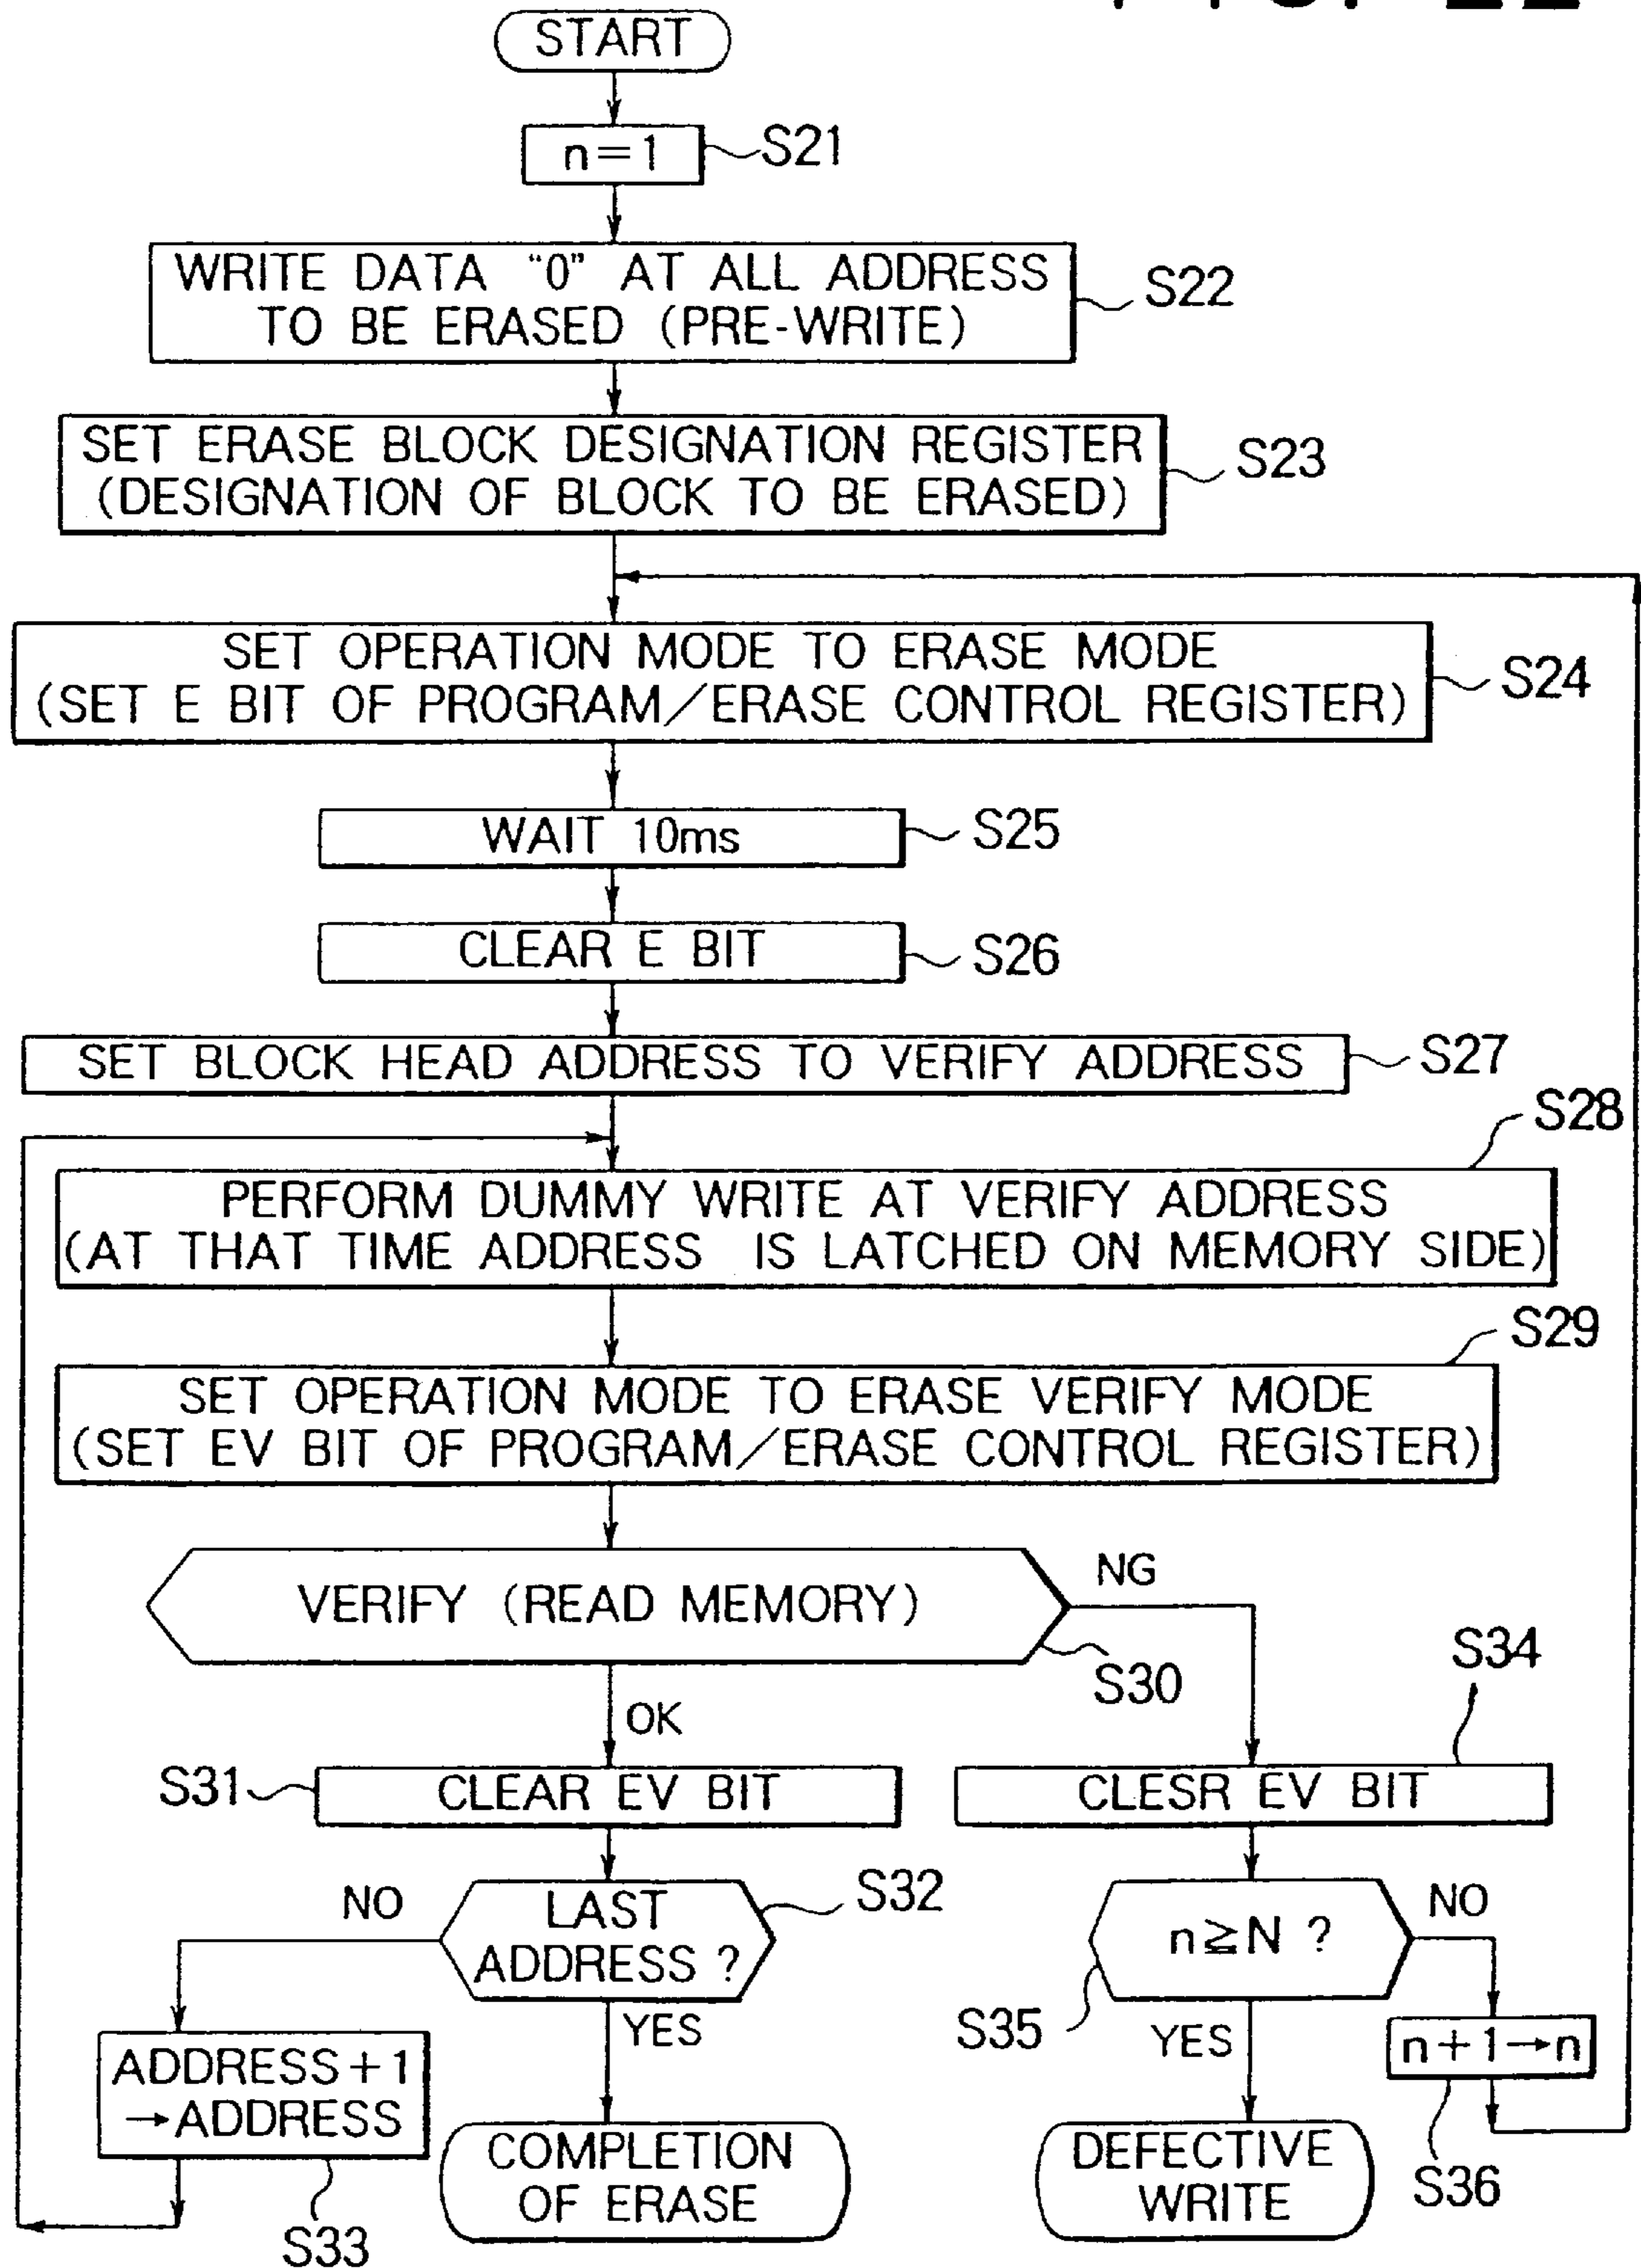 FIG. 22
START
n=1
S21
WRITE DATA "0" AT ALL ADDRESS
TO BE ERASED (PRE-WRITE)
S22
SET ERASE BLOCK DESIGNATION REGISTER
(DESIGNATION OF BLOCK TO BE ERASED)
S23
SET OPERATION MODE TO ERASE MODE
(SET E BIT OF PROGRAM/ERASE CONTROL REGISTER)
S24
WAIT 10ms
S25
CLEAR E BIT
S26
SET BLOCK HEAD ADDRESS TO VERIFY ADDRESS
S27
S28
PERFORM DUMMY WRITE AT VERIFY ADDRESS
(AT THAT TIME ADDRESS IS LATCHED ON MEMORY SIDE)
S29
SET OPERATION MODE TO ERASE VERIFY MODE
(SET EV BIT OF PROGRAM/ERASE CONTROL REGISTER)
VERIFY (READ MEMORY)
NG
S30
OK
S34
S31
CLEAR EV BIT
CLESR EV BIT
NO
LAST
ADDRESS ?
S32
n≧N ?
NO
S35
YES
YES
ADDRESS+1
→ADDRESS
S33
n+1→n
S36
COMPLETION
OF ERASE
DEFECTIVE
WRITE